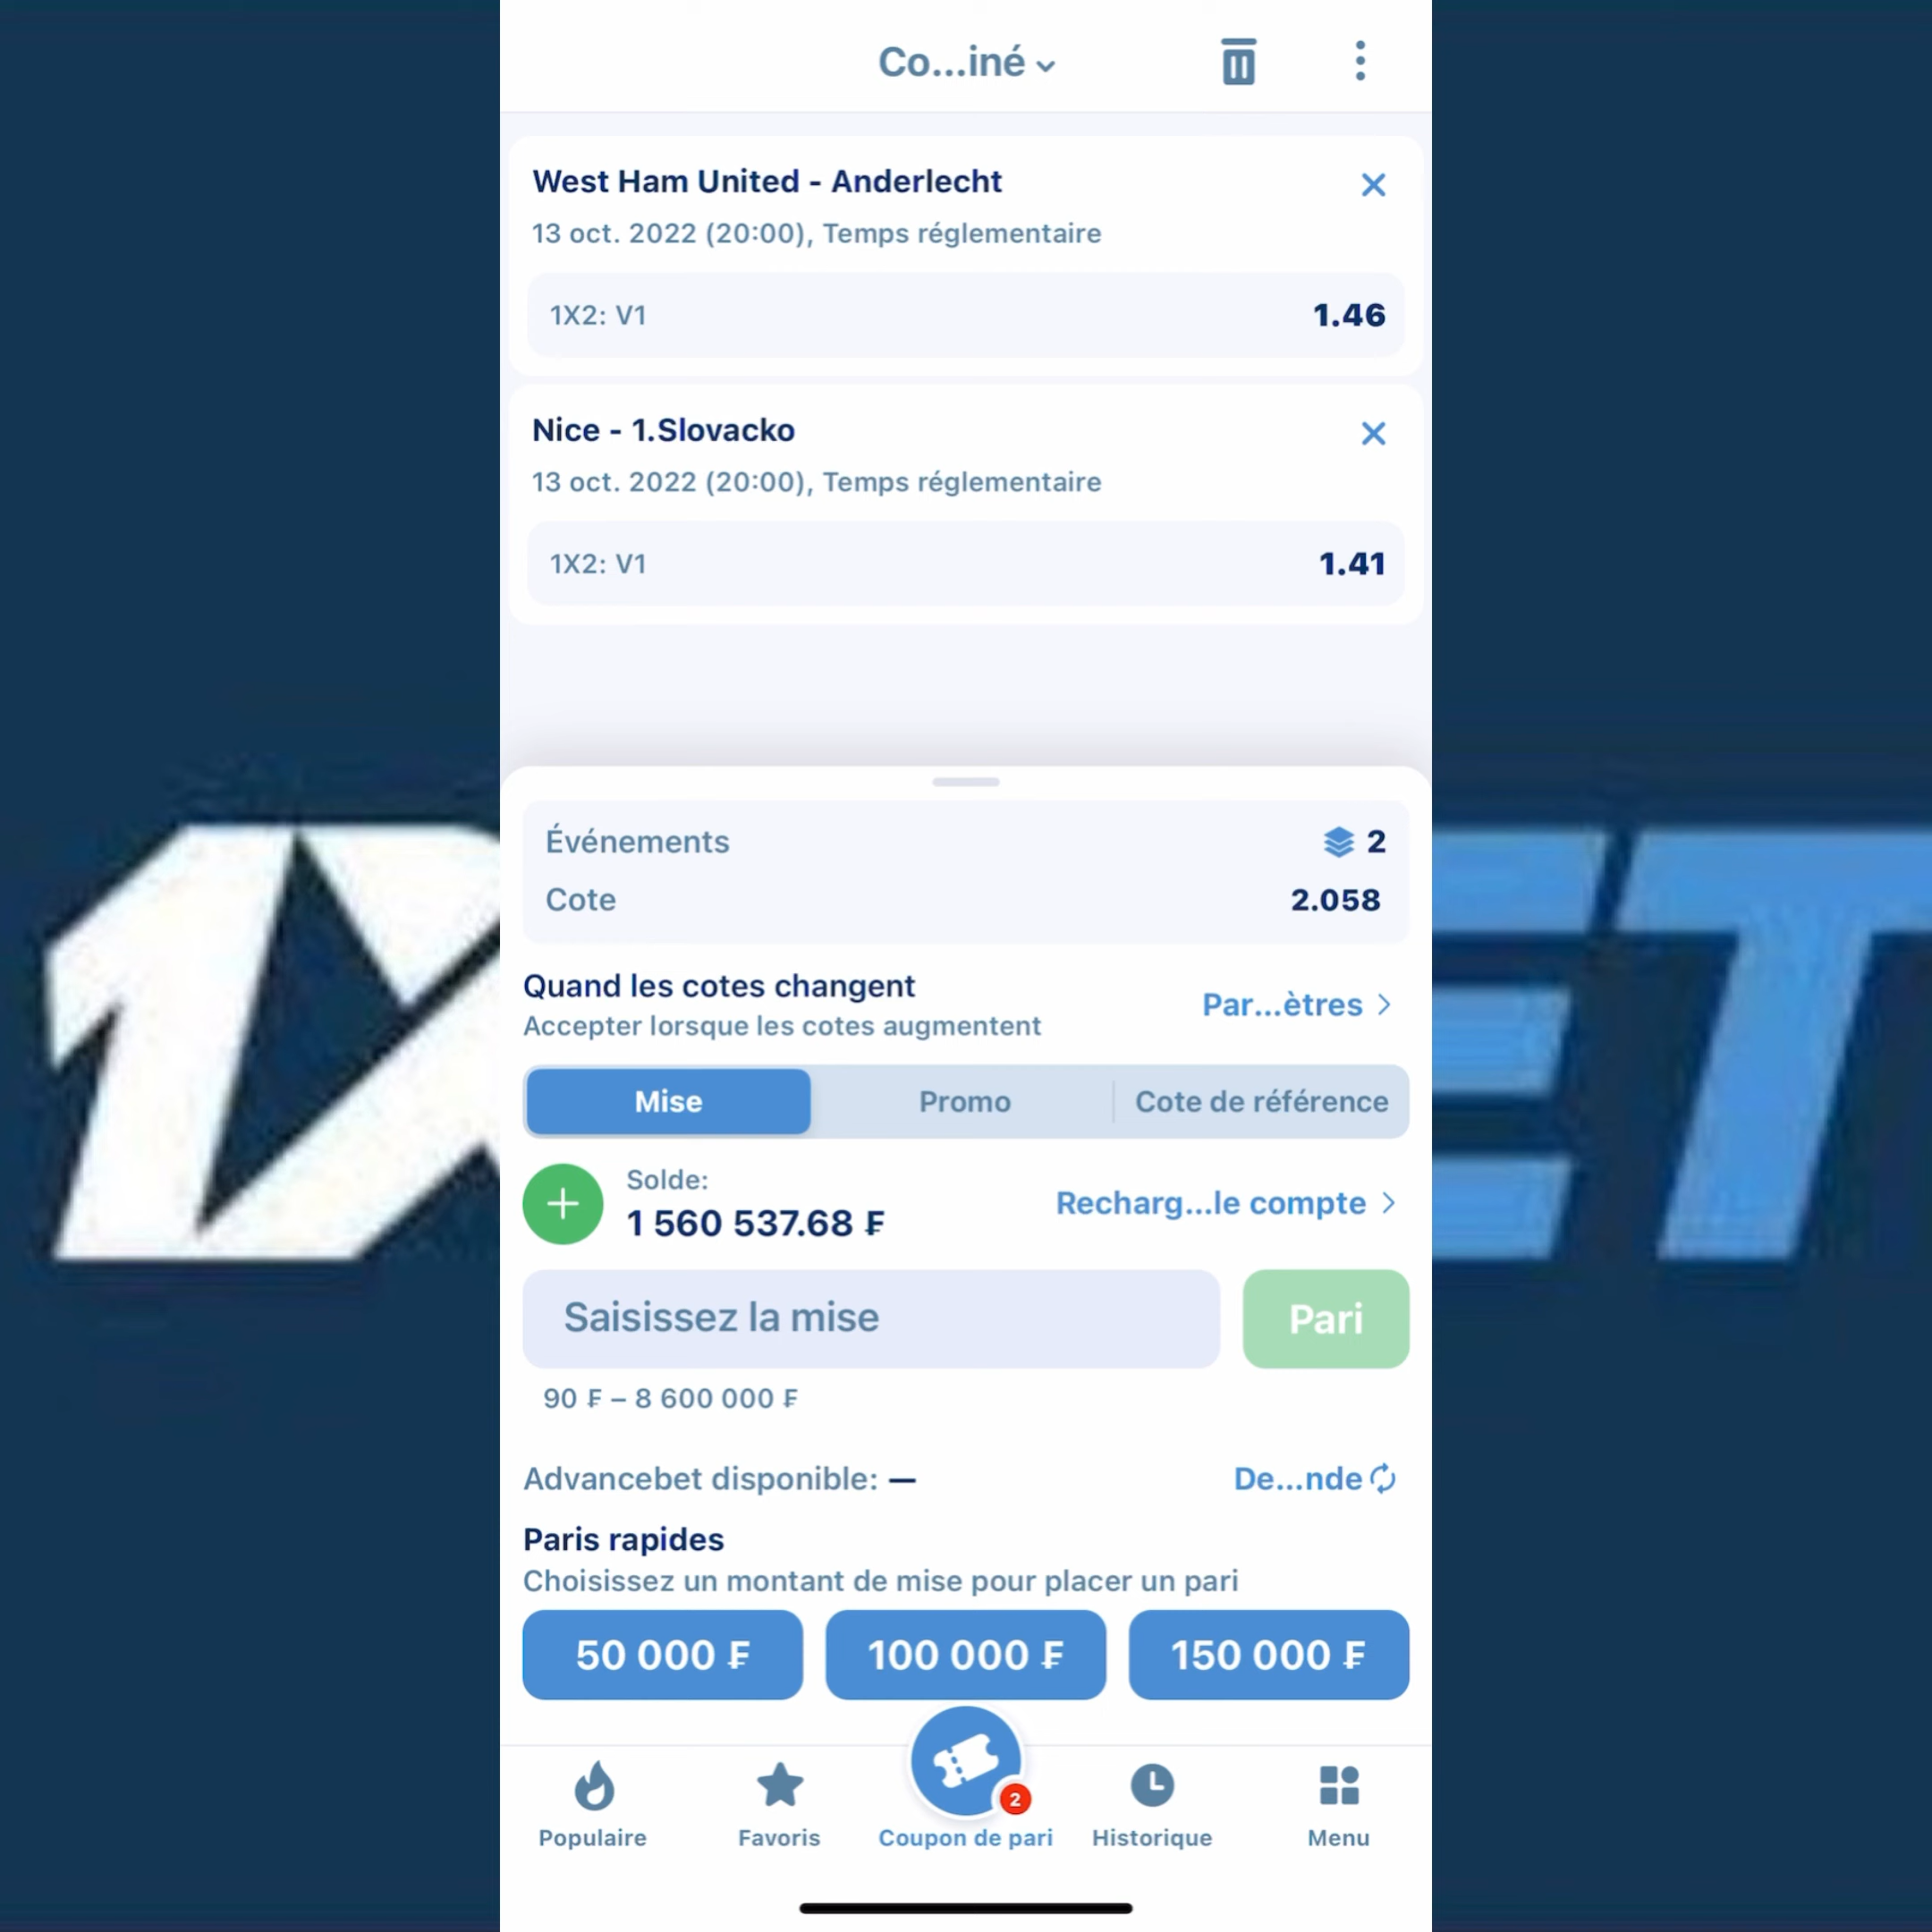 Co...iné
West Ham United - Anderlecht
13 oct. 2022 (20:00), Temps réglementaire
1X2: V1 1.46
Nice - 1.Slovacko
13 oct. 2022 (20:00), Temps réglementaire
1X2: V1 1.41
Événements 2
Cote 2.058
Quand les cotes changent
Accepter lorsque les cotes augmentent
Par...ètres
Mise Promo Cote de référence
Solde:
1 560 537.68 ₣
Recharg...le compte
Saisissez la mise Pari
90 ₣ – 8 600 000 ₣
Advancebet disponible: — De...nde
Paris rapides
Choisissez un montant de mise pour placer un pari
50 000 ₣ 100 000 ₣ 150 000 ₣
2
Populaire Favoris Coupon de pari Historique Menu
1X
ET